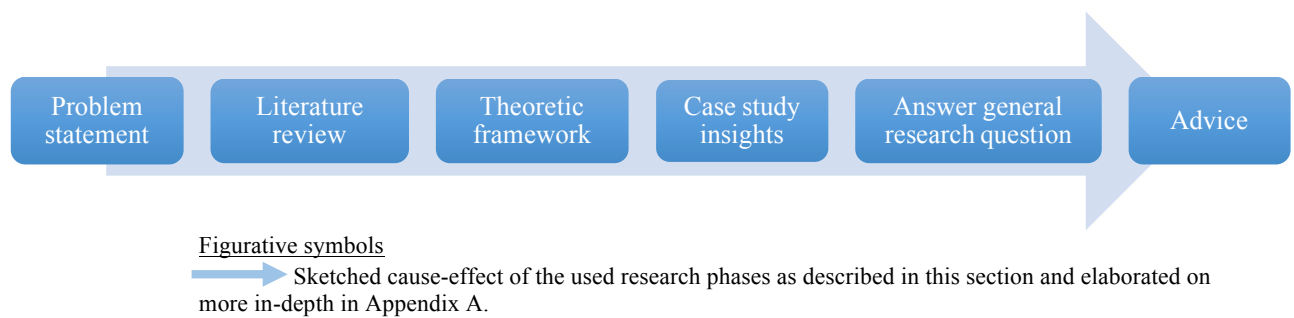 Problem
statement
Literature
review
Theoretic
framework
Case study
insights
Answer general
research question
Advice
Figurative symbols
Sketched cause-effect of the used research phases as described in this section and elaborated on
more in-depth in Appendix A.